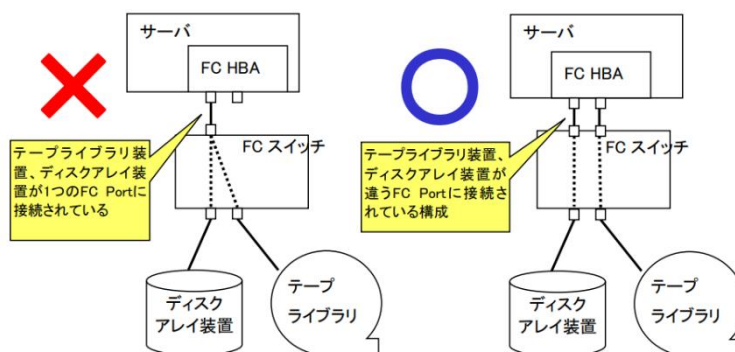 サーバ
FC HBA
テープライブラリ装
置、ディスクアレイ装
置が1つのFC Portに
接続されている
FC スイッチ
ディスク
アレイ装置
テープ
ライブラリ
サーバ
FC HBA
テープライブラリ装置、
ディスクアレイ装置が
違うFC Portに接続さ
れている構成
FC スイッチ
ディスク
アレイ装置
テープ
ライブラリ